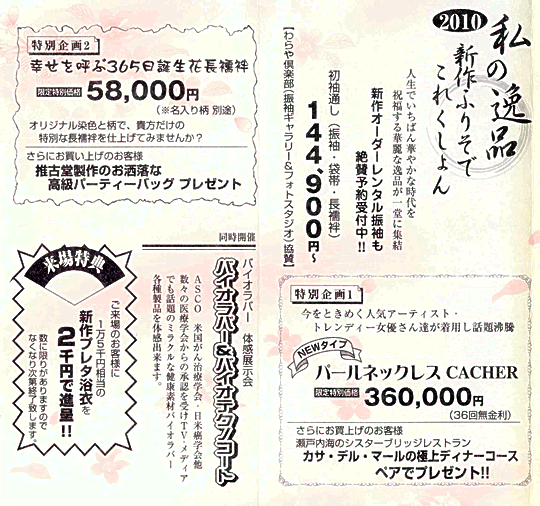 2010
私の逸品
新作ふりそで
これくしょん
人生でいちばん華やかな時代を
祝福する華麗な逸品が一堂に集結
新作オーダーレンタル振袖も
絶賛予約受付中!!
初袖通し(振袖・袋帯・長襦袢)
144,900円~
【わらや倶楽部(振袖ギャラリー&フォトスタジオ)協賛】
特別企画1
今をときめく人気アーティスト・
トレンディー女優さん達が着用し話題沸騰
NEWタイプ
パールネックレス CACHER
限定特別価格 360,000円
(36回無金利)
さらにお買上げのお客様
瀬戸内海のシスターブリッジレストラン
カサ・デル・マールの極上ディナーコース
ペアでプレゼント!!
特別企画2
幸せを呼ぶ365日誕生花長襦袢
限定特別価格 58,000円
(※名入り柄 別途)
オリジナル染色と柄で、貴方だけの
特別な長襦袢を仕上げてみませんか?
さらにお買い上げのお客様
推古堂製作のお洒落な
高級パーティーバッグ プレゼント
同時開催
バイオラバー 体感展示会
バイオラバー&バイオテクノコート
ASCO 米国がん治療学会・日米癌学会他
数々の医療学会からの承認を受けTV・メディア
でも話題のミラクルな健康素材バイオラバー
各種製品を体感出来ます。
来場特典
ご来場のお客様に
1万5千円相当の
新作プレタ浴衣を
2千円で進呈!!
数に限りがありますので
なくなり次第終了致します。